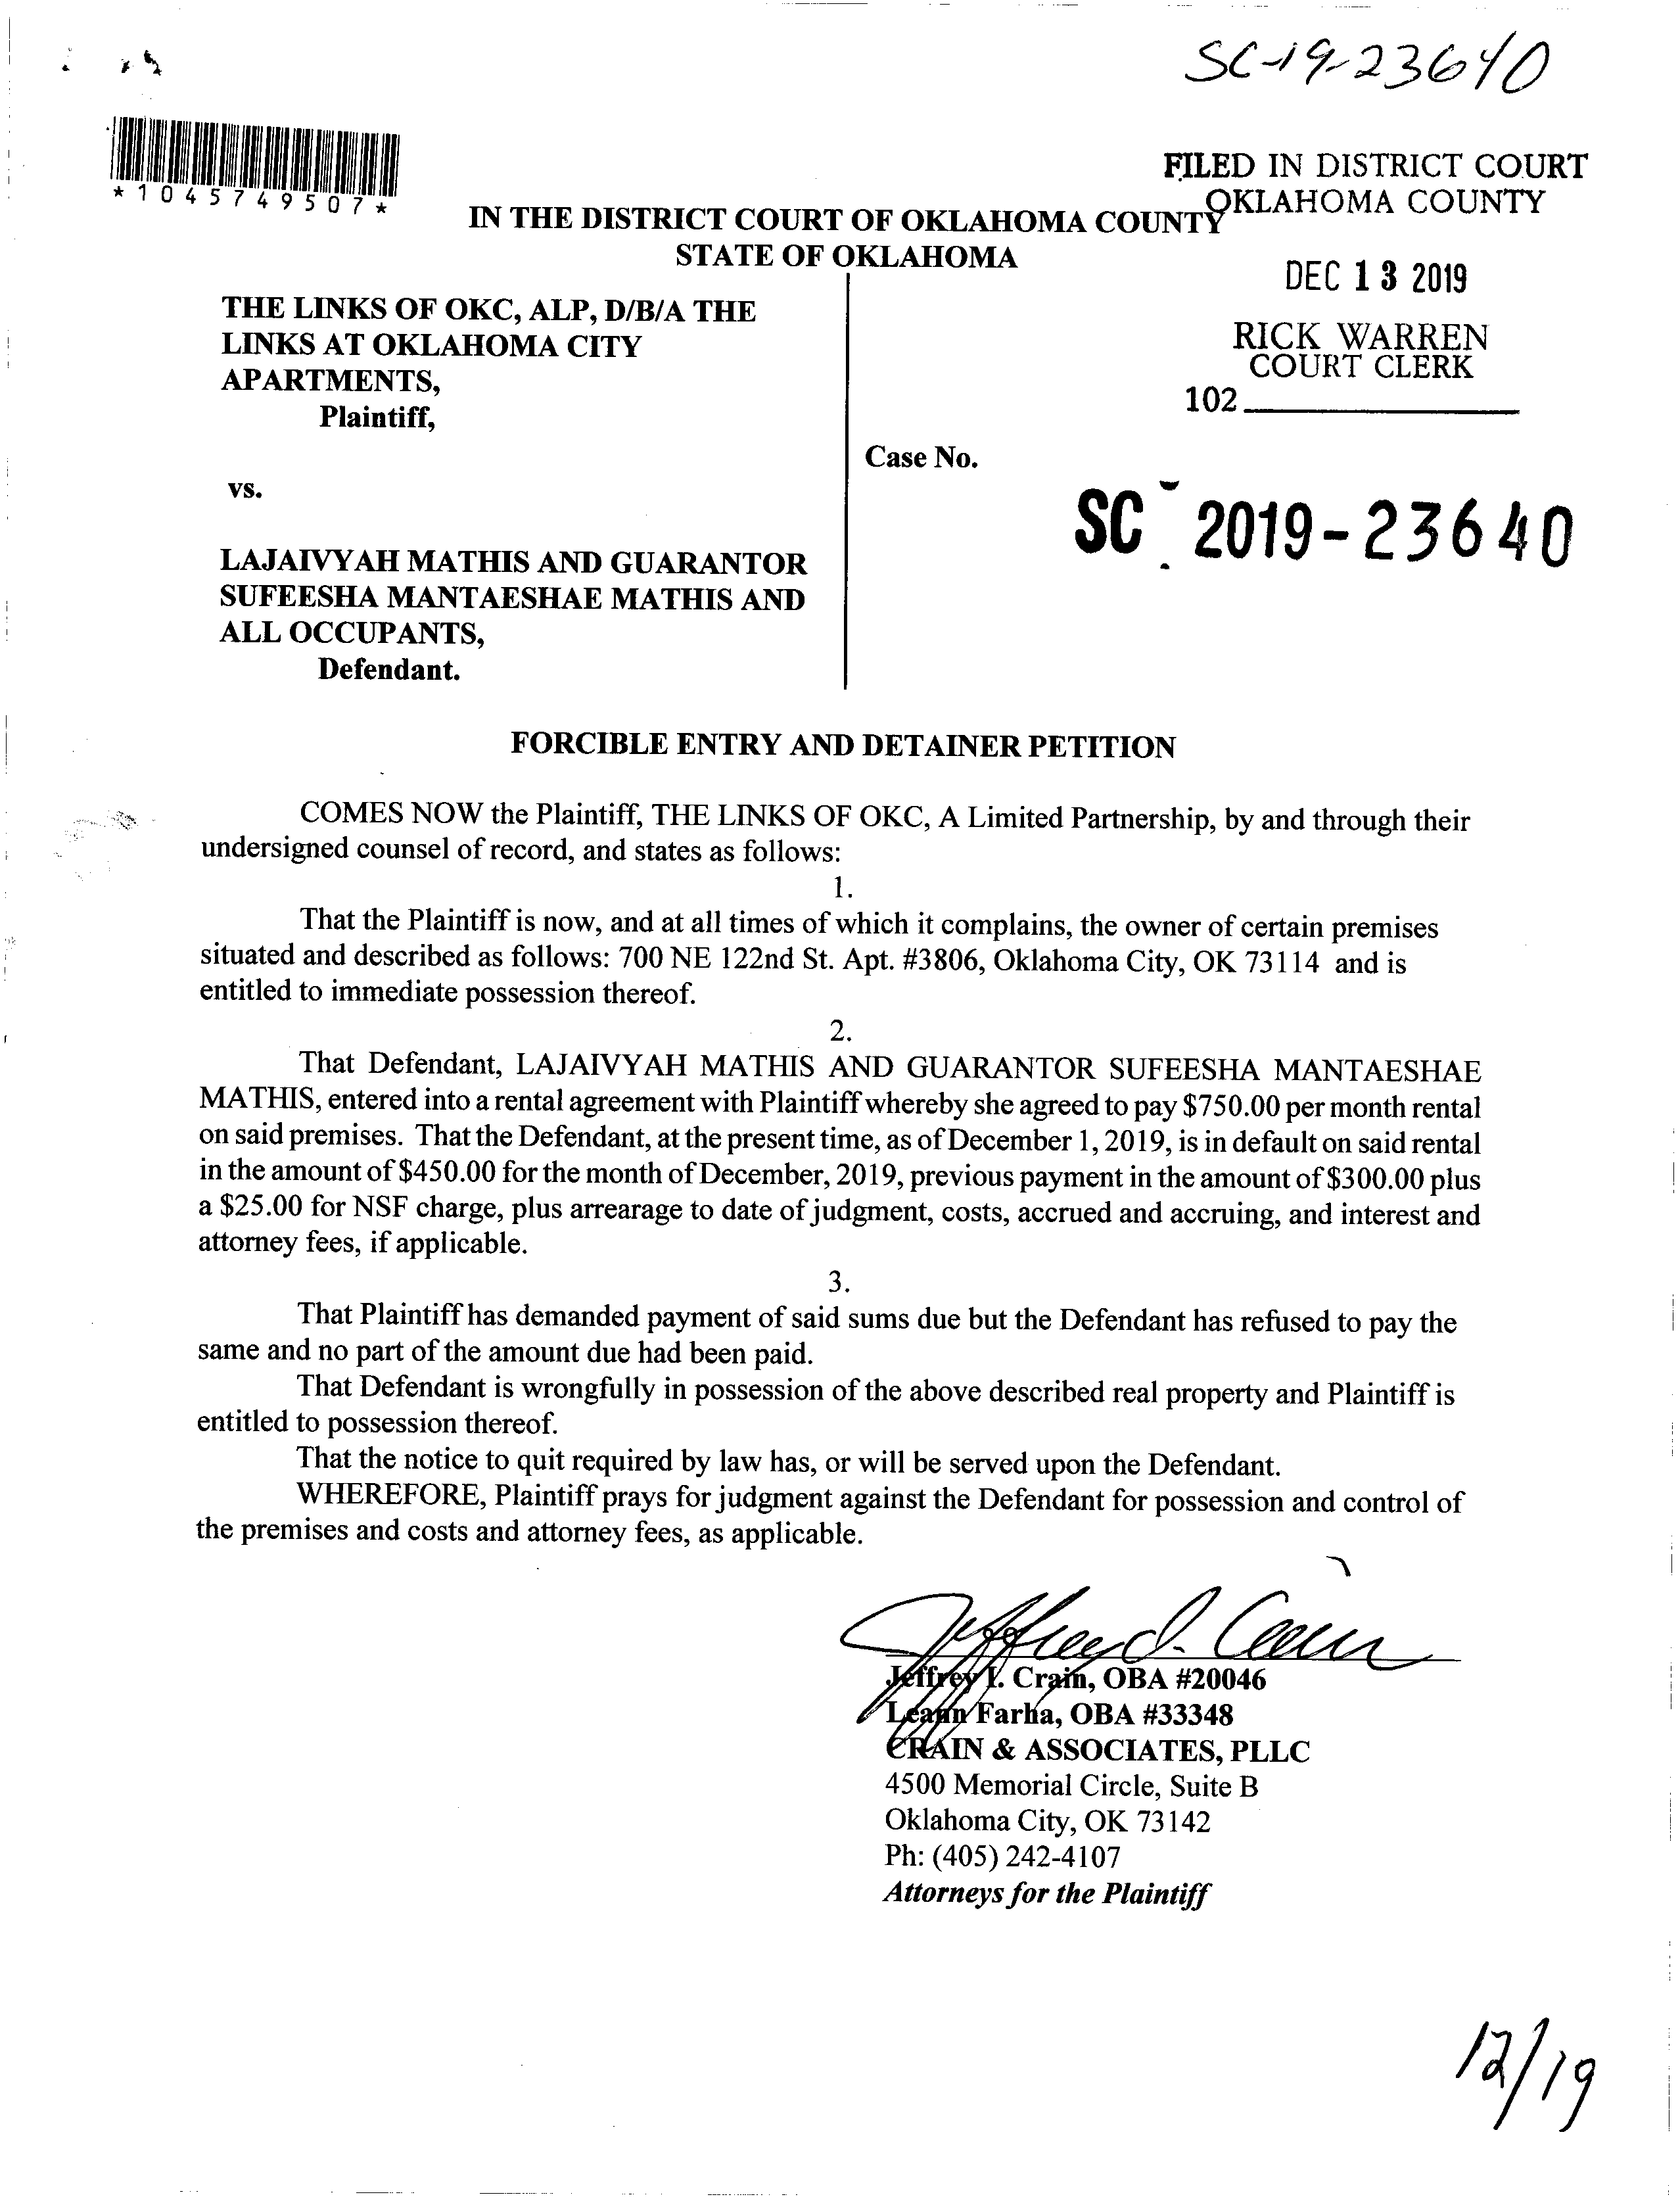 SC-19-23640
*1045749507*
FILED IN DISTRICT COURT
OKLAHOMA COUNTY
IN THE DISTRICT COURT OF OKLAHOMA COUNTY
STATE OF OKLAHOMA
DEC 13 2019
RICK WARREN
COURT CLERK
102
THE LINKS OF OKC, ALP, D/B/A THE
LINKS AT OKLAHOMA CITY
APARTMENTS,
Plaintiff,
Case No.
vs.
SC - 2019-23640
LAJAIVYAH MATHIS AND GUARANTOR
SUFEESHA MANTAESHAE MATHIS AND
ALL OCCUPANTS,
Defendant.
FORCIBLE ENTRY AND DETAINER PETITION
COMES NOW the Plaintiff, THE LINKS OF OKC, A Limited Partnership, by and through their
undersigned counsel of record, and states as follows:
1.
That the Plaintiff is now, and at all times of which it complains, the owner of certain premises
situated and described as follows: 700 NE 122nd St. Apt. #3806, Oklahoma City, OK 73114 and is
entitled to immediate possession thereof.
2.
That Defendant, LAJAIVYAH MATHIS AND GUARANTOR SUFEESHA MANTAESHAE
MATHIS, entered into a rental agreement with Plaintiff whereby she agreed to pay $750.00 per month rental
on said premises. That the Defendant, at the present time, as of December 1, 2019, is in default on said rental
in the amount of $450.00 for the month of December, 2019, previous payment in the amount of $300.00 plus
a $25.00 for NSF charge, plus arrearage to date of judgment, costs, accrued and accruing, and interest and
attorney fees, if applicable.
3.
That Plaintiff has demanded payment of said sums due but the Defendant has refused to pay the
same and no part of the amount due had been paid.
That Defendant is wrongfully in possession of the above described real property and Plaintiff is
entitled to possession thereof.
That the notice to quit required by law has, or will be served upon the Defendant.
WHEREFORE, Plaintiff prays for judgment against the Defendant for possession and control of
the premises and costs and attorney fees, as applicable.
Jeffrey I. Crain
Jeffrey I. Crain, OBA #20046
Leann Farha, OBA #33348
CRAIN & ASSOCIATES, PLLC
4500 Memorial Circle, Suite B
Oklahoma City, OK 73142
Ph: (405) 242-4107
Attorneys for the Plaintiff
12/19